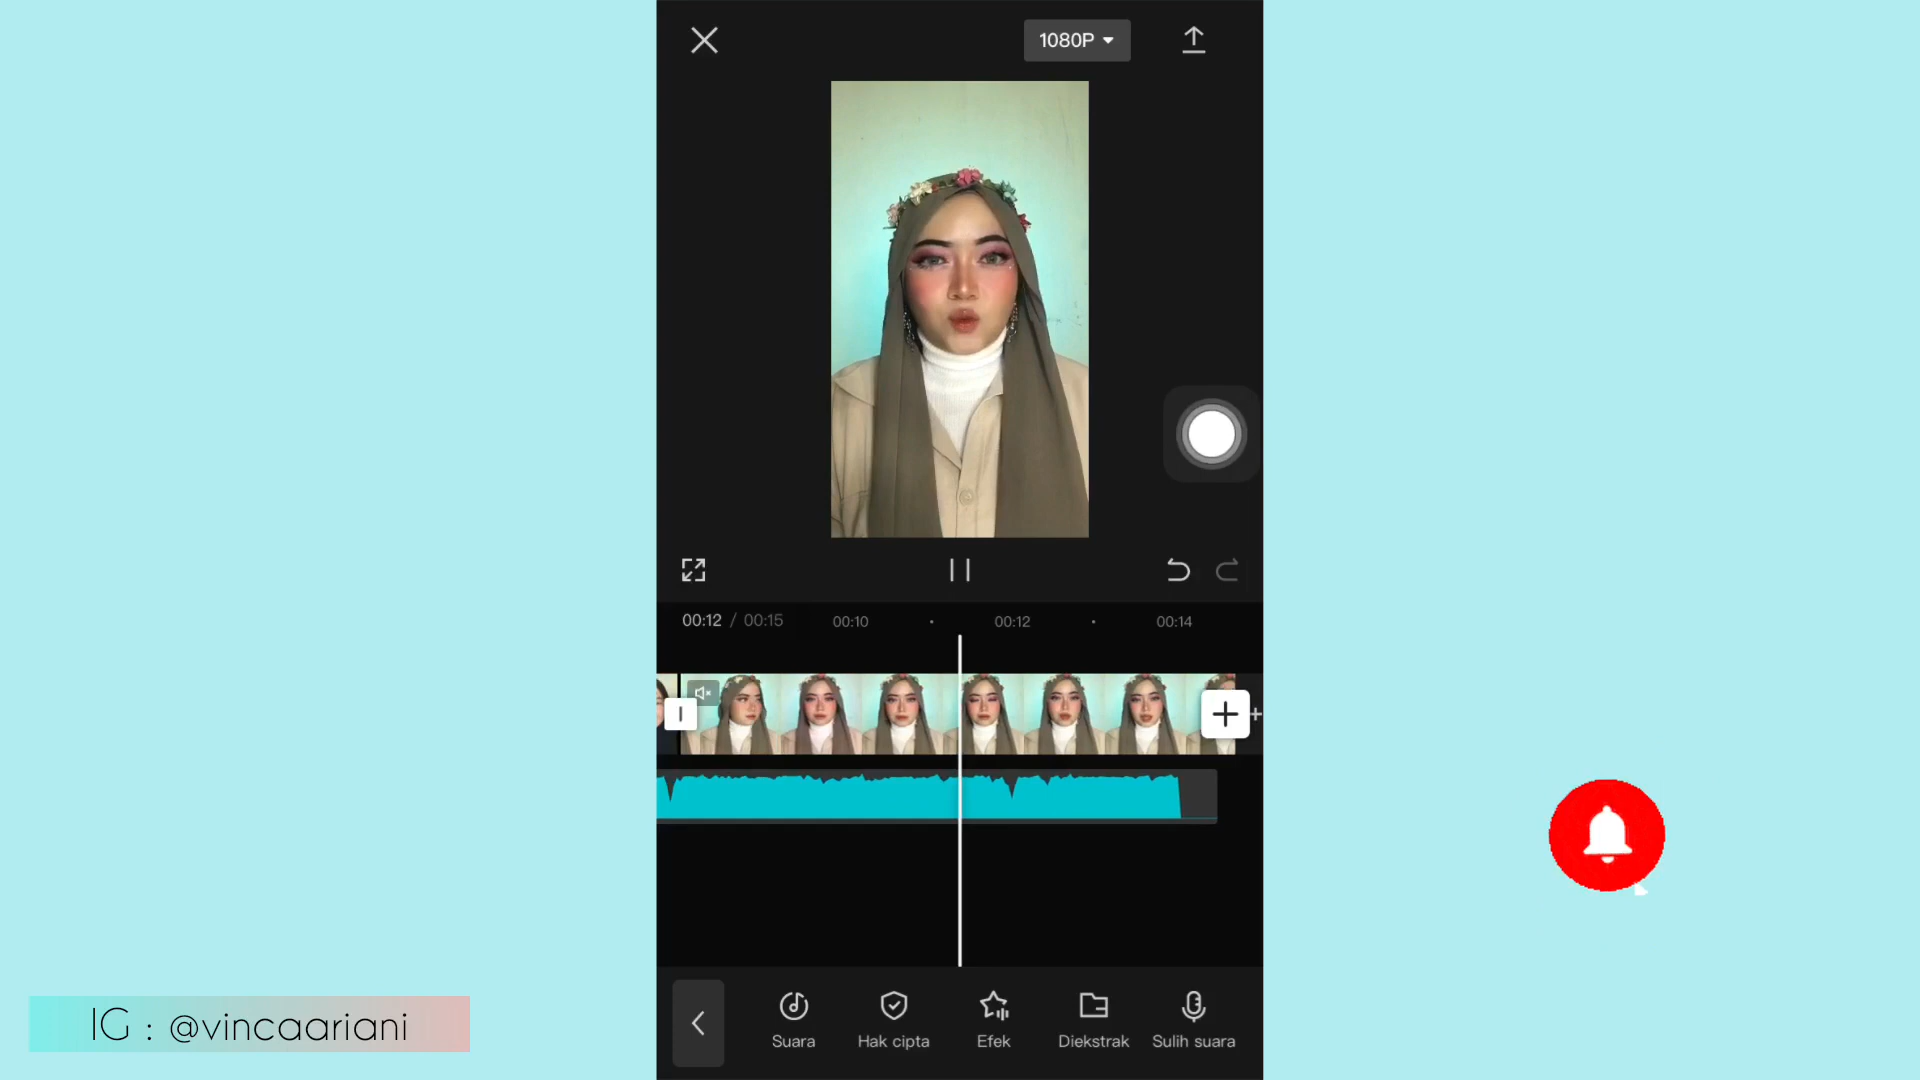 1080P
00:12 / 00:15
00:10
00:12
00:14
Suara
Hak cipta
Efek
Diekstrak
Sulih suara
IG : @vincaariani